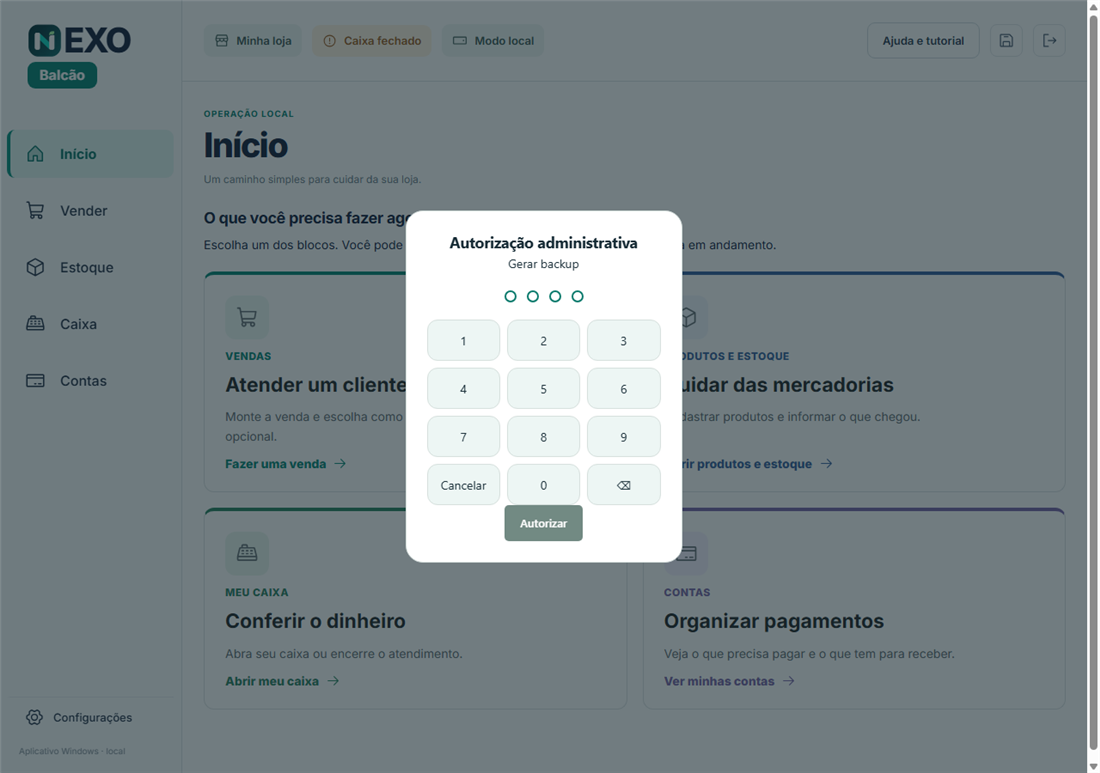 NEXO
Balcão
Início
Vender
Estoque
Caixa
Contas
Configurações
Aplicativo Windows · local
Minha loja
Caixa fechado
Modo local
Ajuda e tutorial
OPERAÇÃO LOCAL
Início
Um caminho simples para cuidar da sua loja.
O que você precisa fazer ag
Escolha um dos blocos. Você pode
em andamento.
VENDAS
Atender um cliente
Monte a venda e escolha como
opcional.
Fazer uma venda →
ODUTOS E ESTOQUE
uidar das mercadorias
dastrar produtos e informar o que chegou.
rir produtos e estoque →
MEU CAIXA
Conferir o dinheiro
Abra seu caixa ou encerre o atendimento.
Abrir meu caixa →
CONTAS
Organizar pagamentos
Veja o que precisa pagar e o que tem para receber.
Ver minhas contas →
Autorização administrativa
Gerar backup
1 2 3
4 5 6
7 8 9
Cancelar 0 ⌫
Autorizar